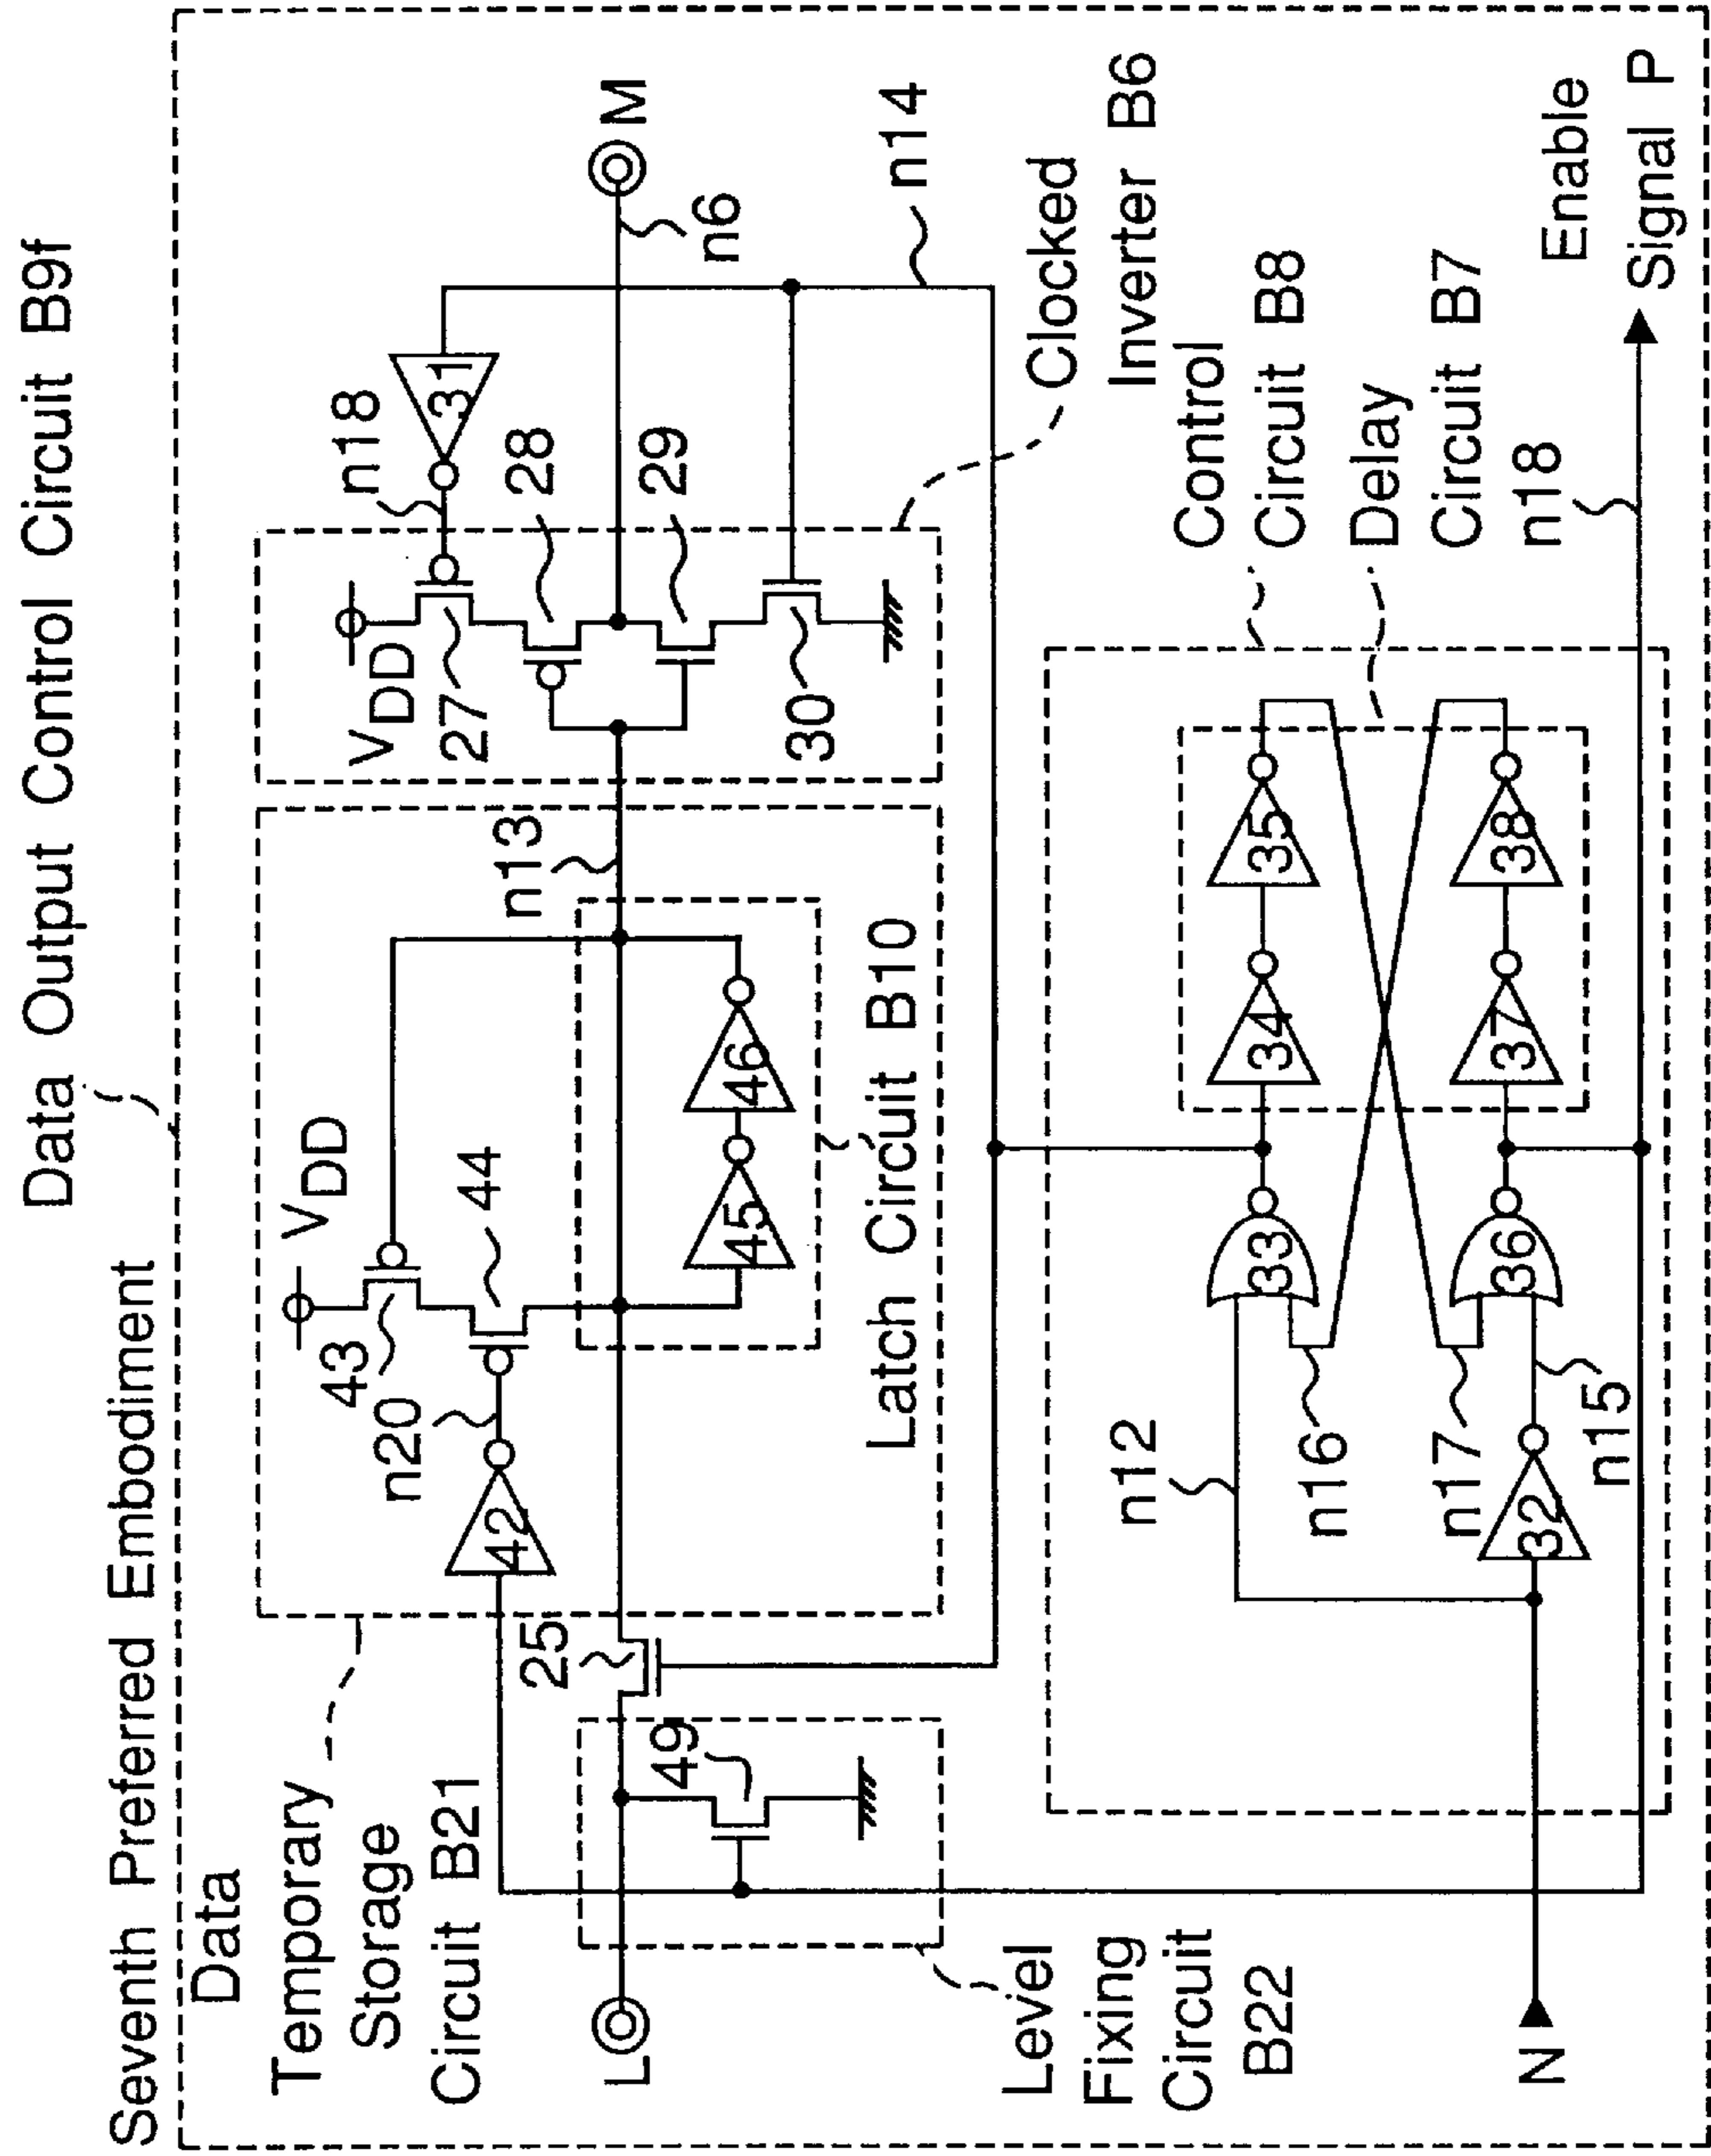 Data Output Control Circuit B9f
Seventh Preferred Embodiment
Data
Temporary
Storage
Circuit B21
VDD
43
44
n20
42
25
45
46
Latch Circuit B10
n13
VDD
27
28
29
30
n18
31
M
n6
n14
Clocked
Inverter B6
L
49
Level
Fixing
Circuit
B22
Control
Circuit B8
Delay
Circuit B7
n12
33
34
35
n16
n17
36
37
38
32
n15
N
n18
Enable
Signal P